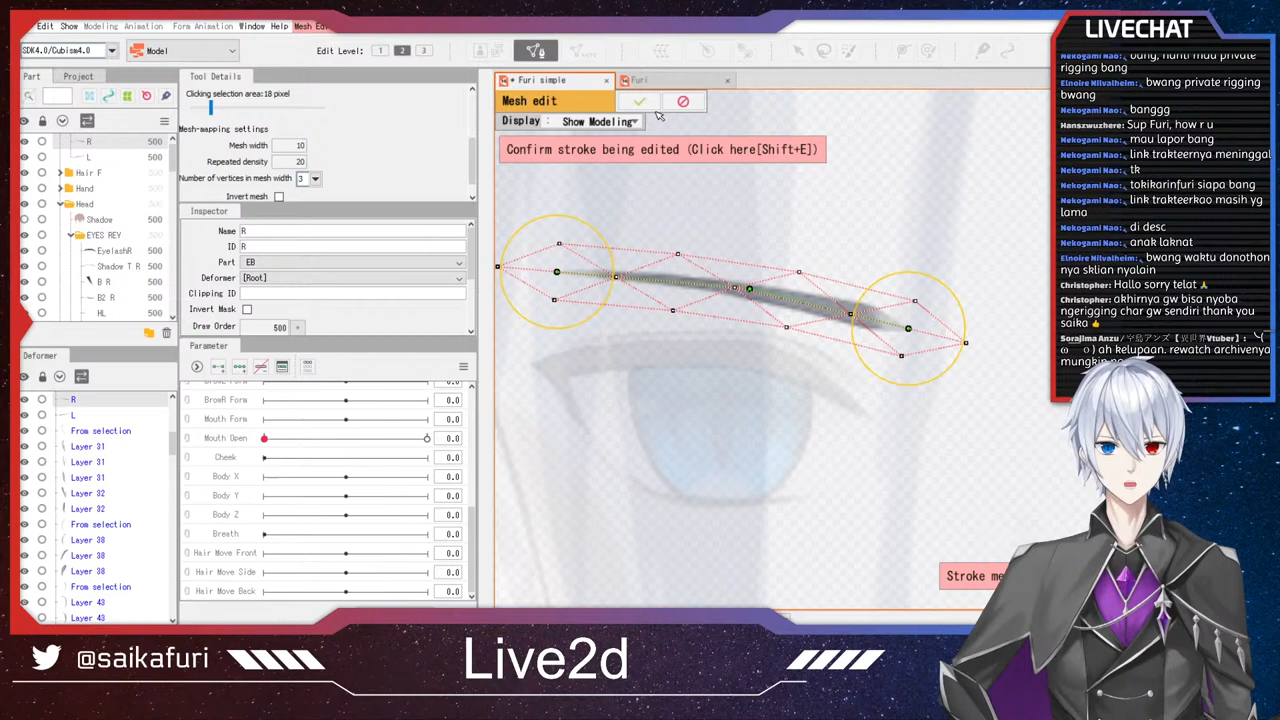 Edit Show Modeling Animation Form Animation Window Help Mesh Ed
SDK4.0/Cubism4.0
Model
Edit Level: 1 2 3
Part Project
R 500
L 500
Hair F 500
Hand 500
Head 500
Shadow 500
EYES REY 500
EyelashR 500
Shadow T R 500
B R 500
B2 R 500
HL 500
Deformer
R
L
From selection
Layer 31
Layer 31
Layer 31
Layer 32
Layer 32
From selection
Layer 38
Layer 38
Layer 38
From selection
Layer 43
Layer 43
Tool Details
Clicking selection area:18 pixel
Mesh-mapping settings
Mesh width 10
Repeated density 20
Number of vertices in mesh width 3
Invert mesh
Inspector
Name R
ID R
Part EB
Deformer [Root]
Clipping ID
Invert Mask
Draw Order 500
Parameter
BrowR Form 0.0
Mouth Form 0.0
Mouth Open 0.0
Cheek 0.0
Body X 0.0
Body Y 0.0
Body Z 0.0
Breath 0.0
Hair Move Front 0.0
Hair Move Side 0.0
Hair Move Back 0.0
* Furi simple
Furi
Mesh edit
Display : Show Modeling
Confirm stroke being edited (Click here[Shift+E])
Stroke me
LIVECHAT
rigging bang
Elnoire Nilvalheim: bwang private rigging
bwang
Nekogami Nao: banggg
Hanszwuzhere: Sup Furi, how r u
Nekogami Nao: mau lapor bang
Nekogami Nao: link trakteernya meninggal
Nekogami Nao: tk
Nekogami Nao: tokikarinfuri siapa bang
Nekogami Nao: link trakteerkao masih yg
lama
Nekogami Nao: di desc
Nekogami Nao: anak laknat
Elnoire Nilvalheim: bwang waktu donothon
nya sklian nyalain
Christopher: Hallo sorry telat 🙏
Christopher: akhirnya gw bisa nyoba
ngerigging char gw sendiri thank you
saika 👍
Sorajima Anzu
ah kelupaan. rewatch archivenya
@saikafuri
Live2d